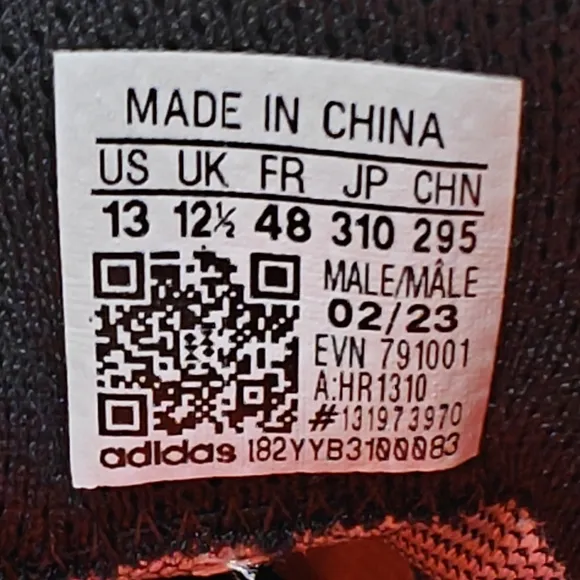 MADE IN CHINA
US UK FR JP CHN
13 12½ 48 310 295
MALE/MÂLE
02/23
EVN 791001
A:HR1310
#131973970
adidas 182YYB3100083